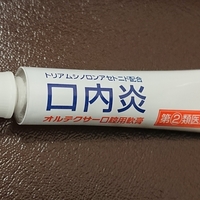 トリアムシノロンアセトニド配合
口内炎
オルテクサー口腔用軟膏
指②類医